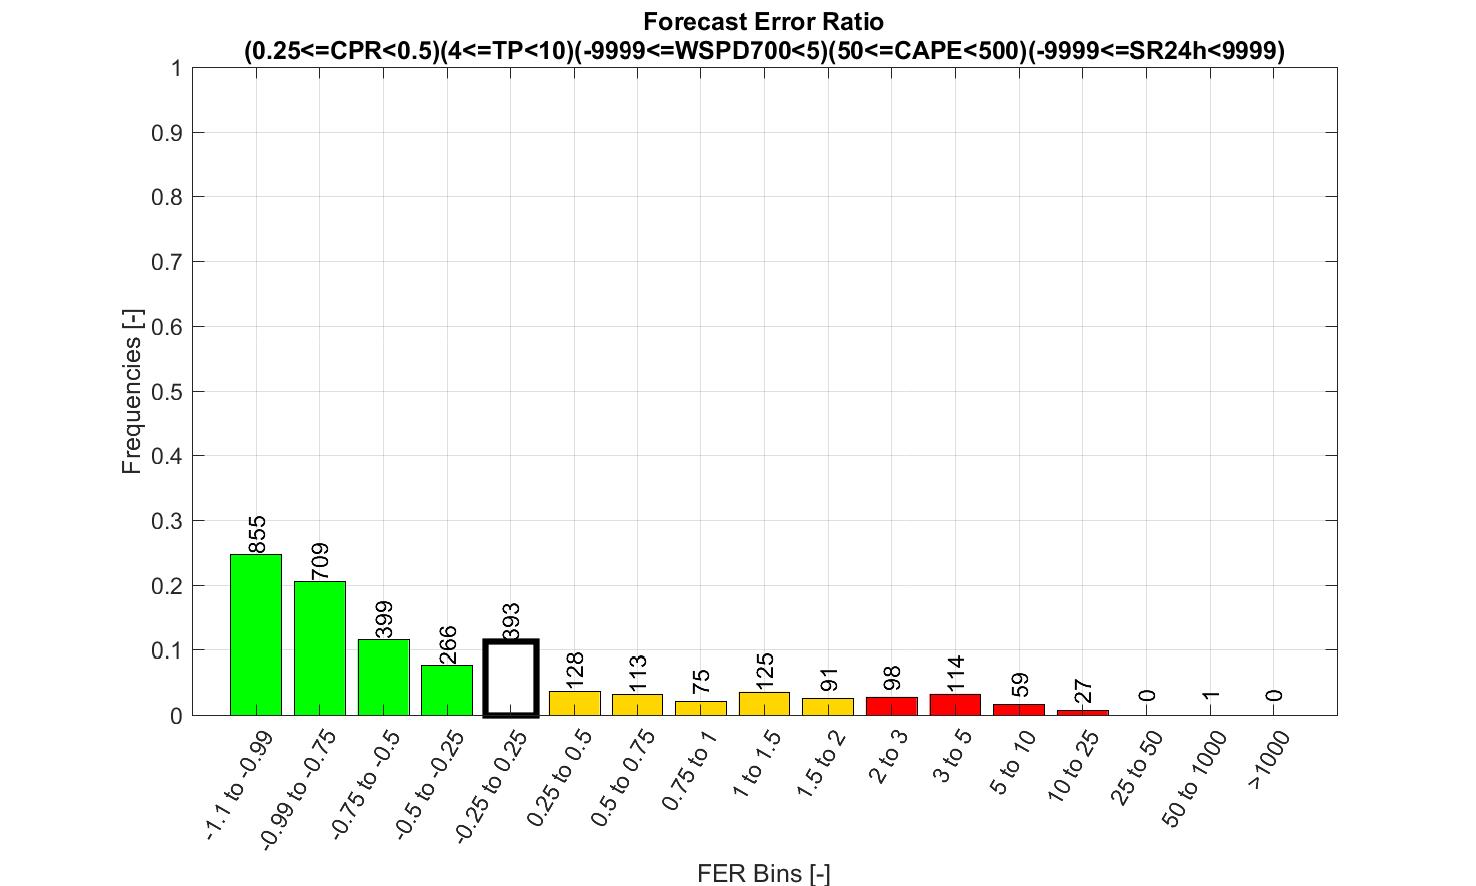 Forecast Error Ratio
(0.25<=CPR<0.5)(4<=TP<10)(-9999<=WSPD700<5)(50<=CAPE<500)(-9999<=SR24h<9999)
1
0.9
0.8
0.7
0.6
0.5
0.4
0.3
0.2
0.1
0
Frequencies [-]
855
709
399
266
393
128
113
75
125
91
98
114
59
27
0
1
0
-1.1 to -0.99
-0.99 to -0.75
-0.75 to -0.5
-0.5 to -0.25
-0.25 to 0.25
0.25 to 0.5
0.5 to 0.75
0.75 to 1
1 to 1.5
1.5 to 2
2 to 3
3 to 5
5 to 10
10 to 25
25 to 50
50 to 1000
>1000
FER Bins [-]